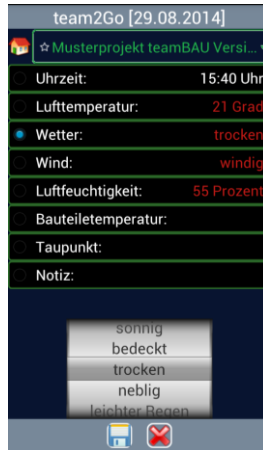 team2Go [29.08.2014]
☆Musterprojekt teamBAU Versi...
Uhrzeit: 15:40 Uhr
Lufttemperatur: 21 Grad
Wetter: trocken
Wind: windig
Luftfeuchtigkeit: 55 Prozent
Bauteiletemperatur:
Taupunkt:
Notiz:
sonnig
bedeckt
trocken
neblig
leichter Regen